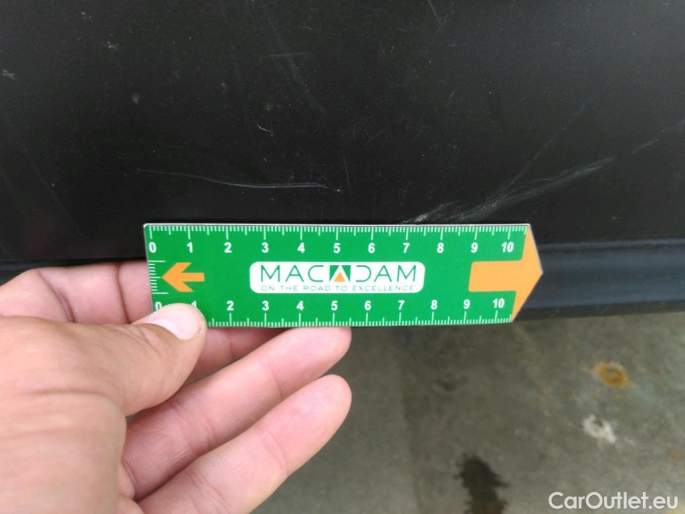 0 1 2 3 4 5 6 7 8 9 10
MACADAM
ON THE ROAD TO EXCELLENCE
0 1 2 3 4 5 6 7 8 9 10
CarOutlet.eu